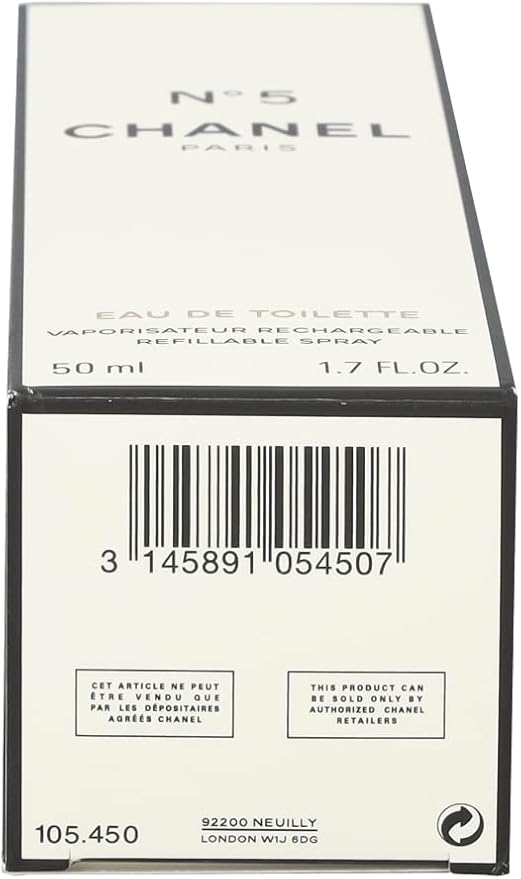 N°5
CHANEL
PARIS
EAU DE TOILETTE
VAPORISATEUR RECHARGEABLE
REFILLABLE SPRAY
50 ml 1.7 FL.OZ.
3 145891 054507
CET ARTICLE NE PEUT
ÊTRE VENDU QUE
PAR LES DÉPOSITAIRES
AGRÉÉS CHANEL
THIS PRODUCT CAN
BE SOLD ONLY BY
AUTHORIZED CHANEL
RETAILERS
105.450
92200 NEUILLY
LONDON W1J 6DG